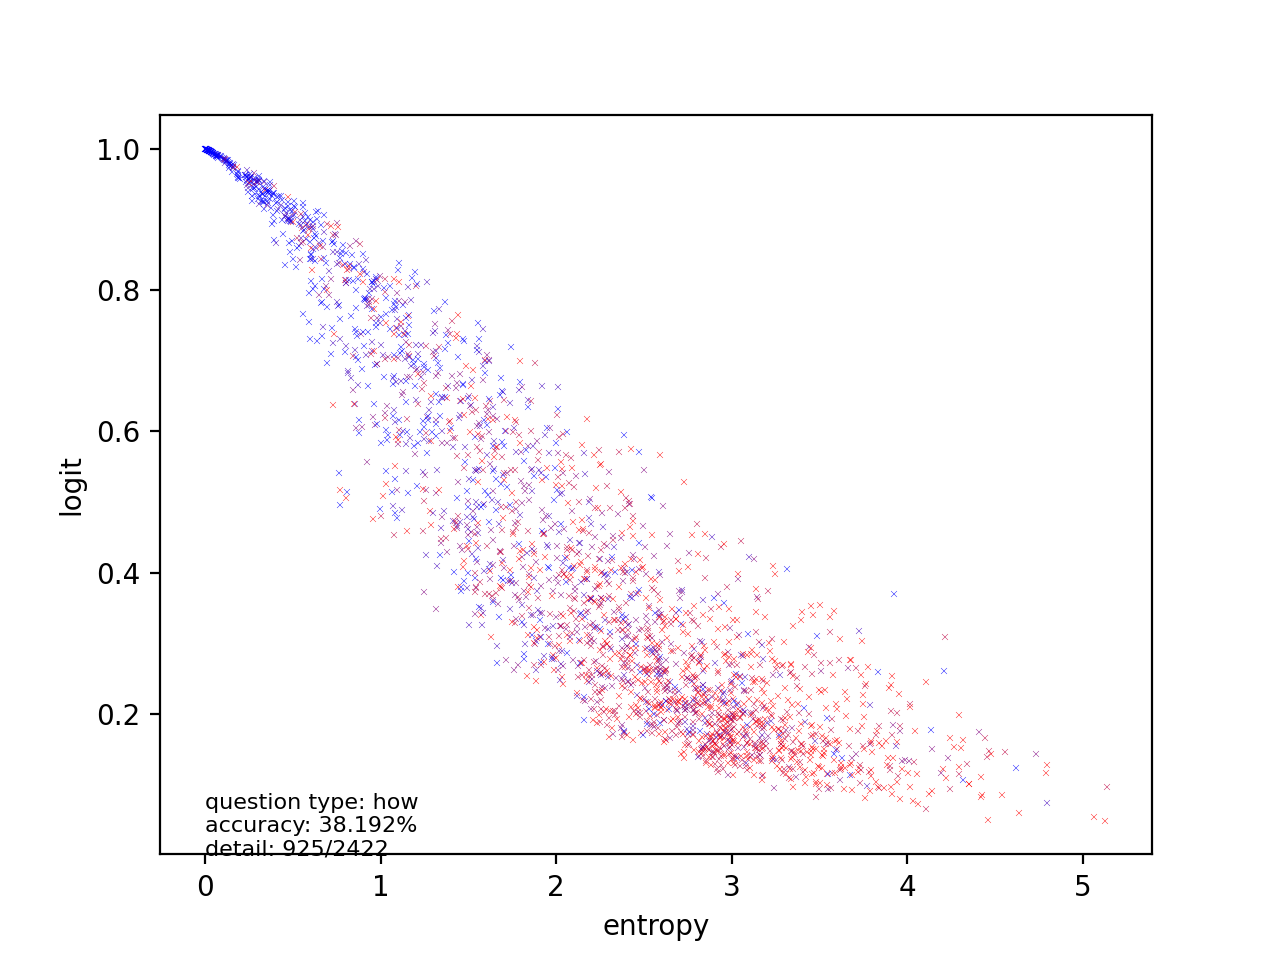 1.0
0.8
0.6
0.4
0.2
logit
question type: how
accuracy: 38.192%
detail: 925/2422
0 1 2 3 4 5
entropy